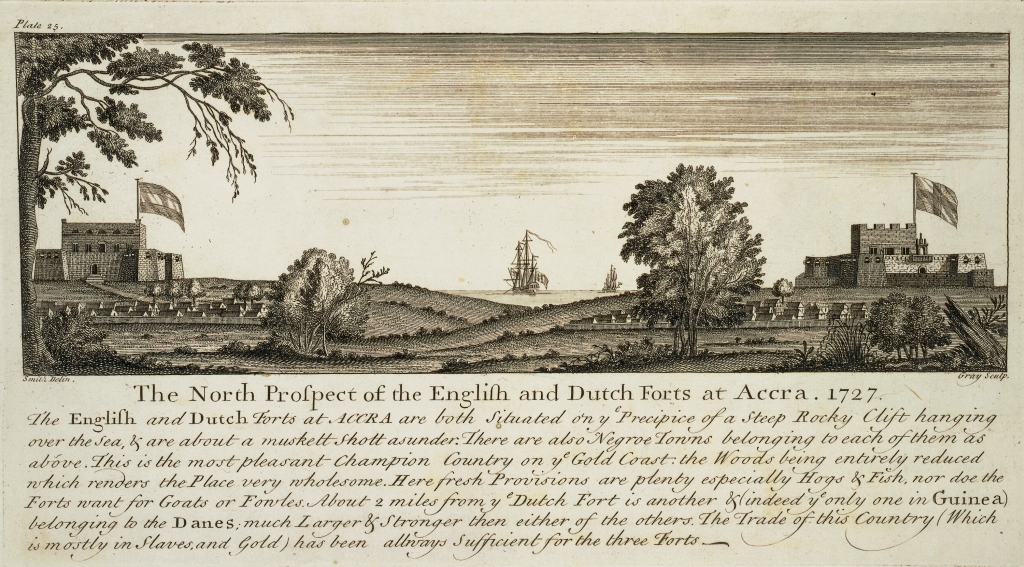 Plate 25.
Smith Delin.
Gray Sculp.
The North Proſpect of the Engliſh and Dutch Forts at Accra. 1727.
The Engliſh and Dutch Forts at ACCRA are both Situated on yᵉ Precipice of a Steep Rocky Clift hanging
over the Sea, & are about a muskett Shott asunder. There are also Negroe Towns belonging to each of them as
above. This is the most pleasant Champion Country on yᵉ Gold Coast: the Woods being entirely reduced
which renders the Place very wholesome. Here fresh Provisions are plenty especially Hogs & Fish, nor doe the
Forts want for Goats or Fowles. About 2 miles from yᵉ Dutch Fort is another & (indeed yᵉ only one in Guinea)
belonging to the Danes; much Larger & Stronger then either of the others. The Trade of this Country (Which
is mostly in Slaves, and Gold) has been allways Sufficient for the three Forts.